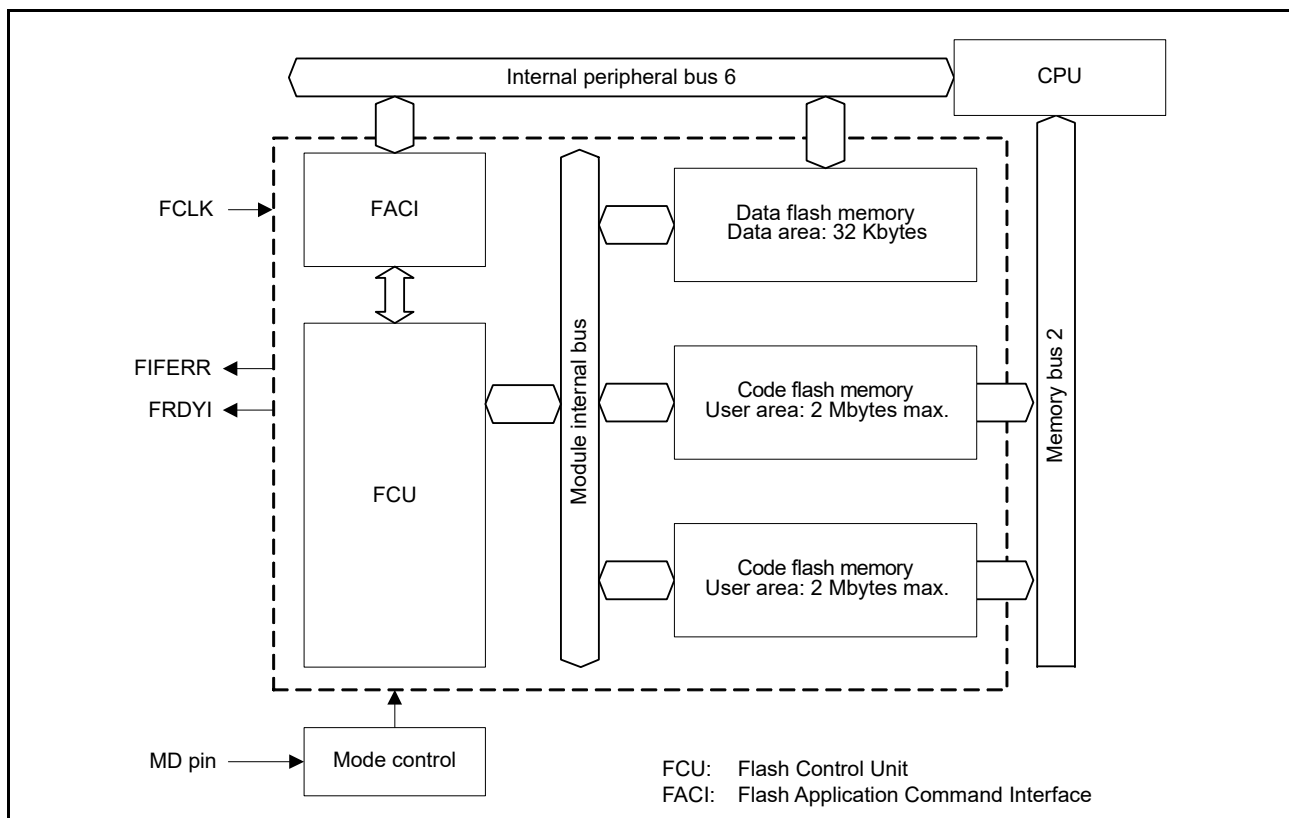 Internal peripheral bus 6
CPU
FCLK
FACI
Data flash memory
Data area: 32 Kbytes
FIFERR
FRDYI
FCU
Module internal bus
Code flash memory
User area: 2 Mbytes max.
Memory bus 2
Code flash memory
User area: 2 Mbytes max.
MD pin
Mode control
FCU: Flash Control Unit
FACI: Flash Application Command Interface